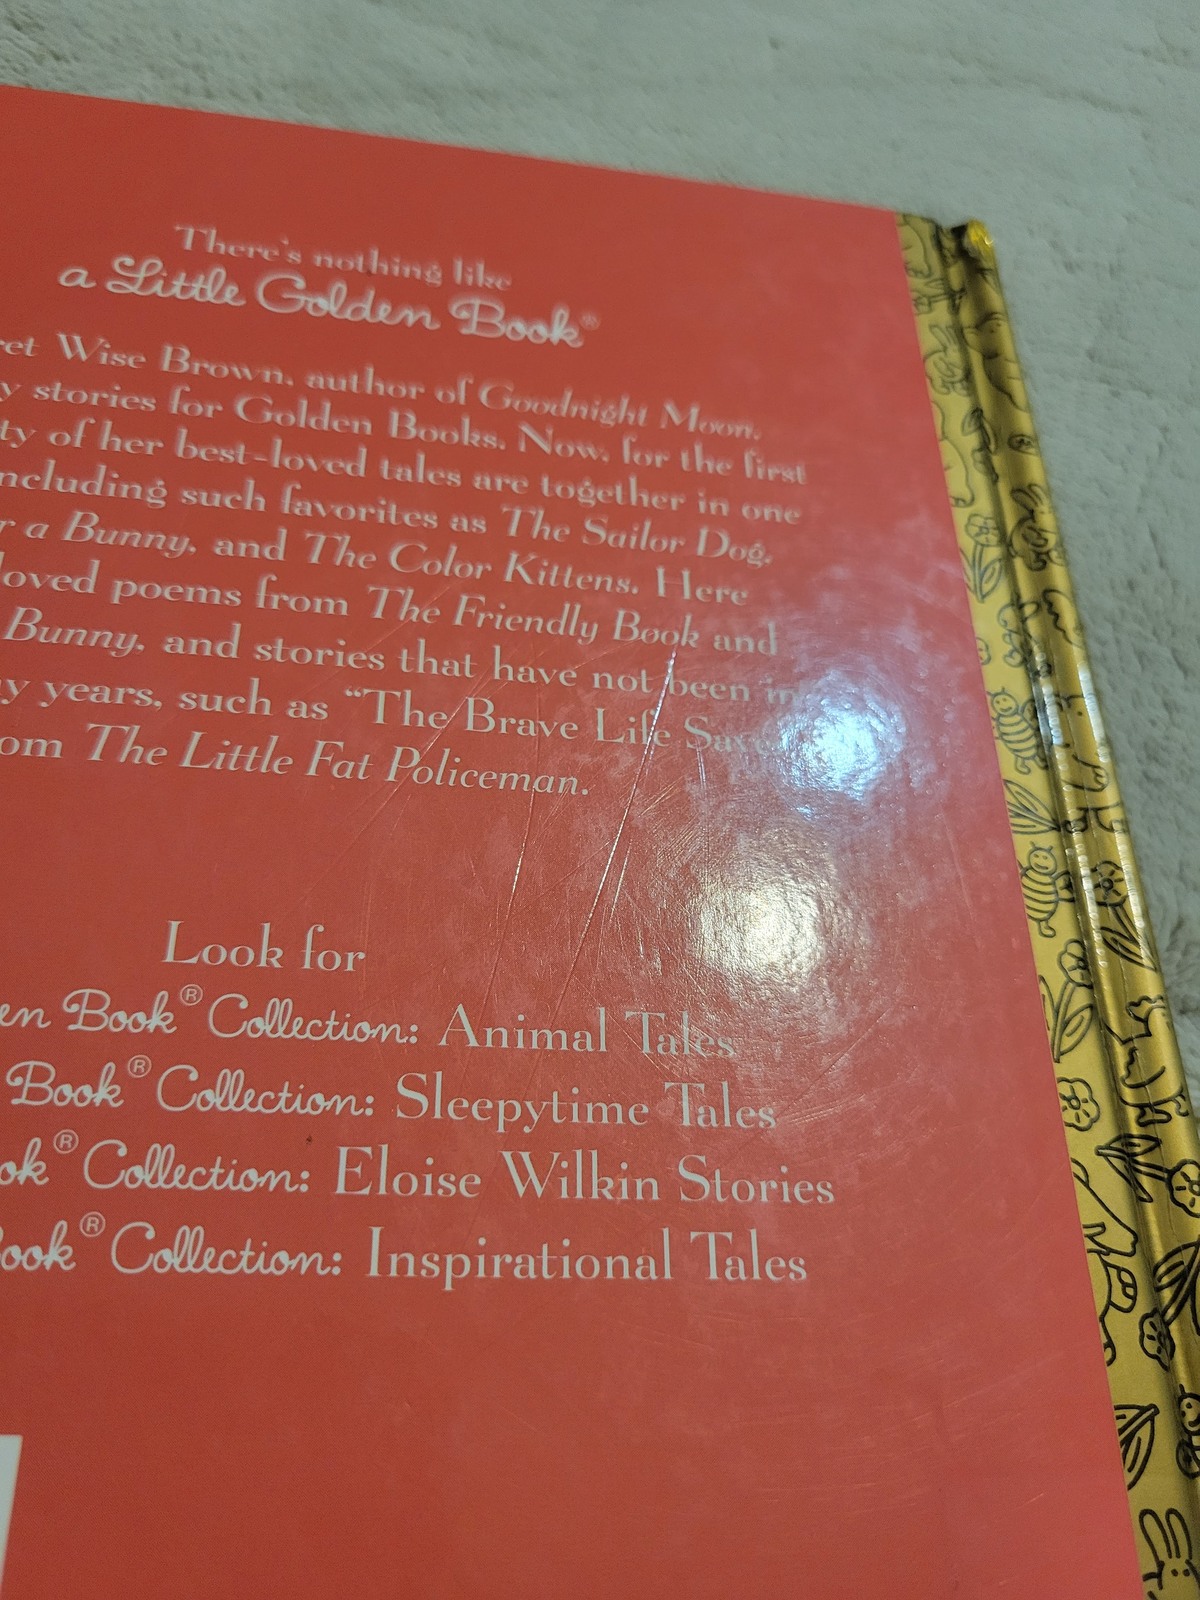 There's nothing like
a Little Golden Book®
ret Wise Brown, author of Goodnight Moon,
y stories for Golden Books. Now, for the first
ty of her best-loved tales are together in one
ncluding such favorites as The Sailor Dog,
r a Bunny, and The Color Kittens. Here
loved poems from The Friendly Book and
Bunny, and stories that have not been in
ny years, such as “The Brave Life Saver
om The Little Fat Policeman.
Look for
en Book® Collection: Animal Tales
Book® Collection: Sleepytime Tales
ok® Collection: Eloise Wilkin Stories
Book® Collection: Inspirational Tales